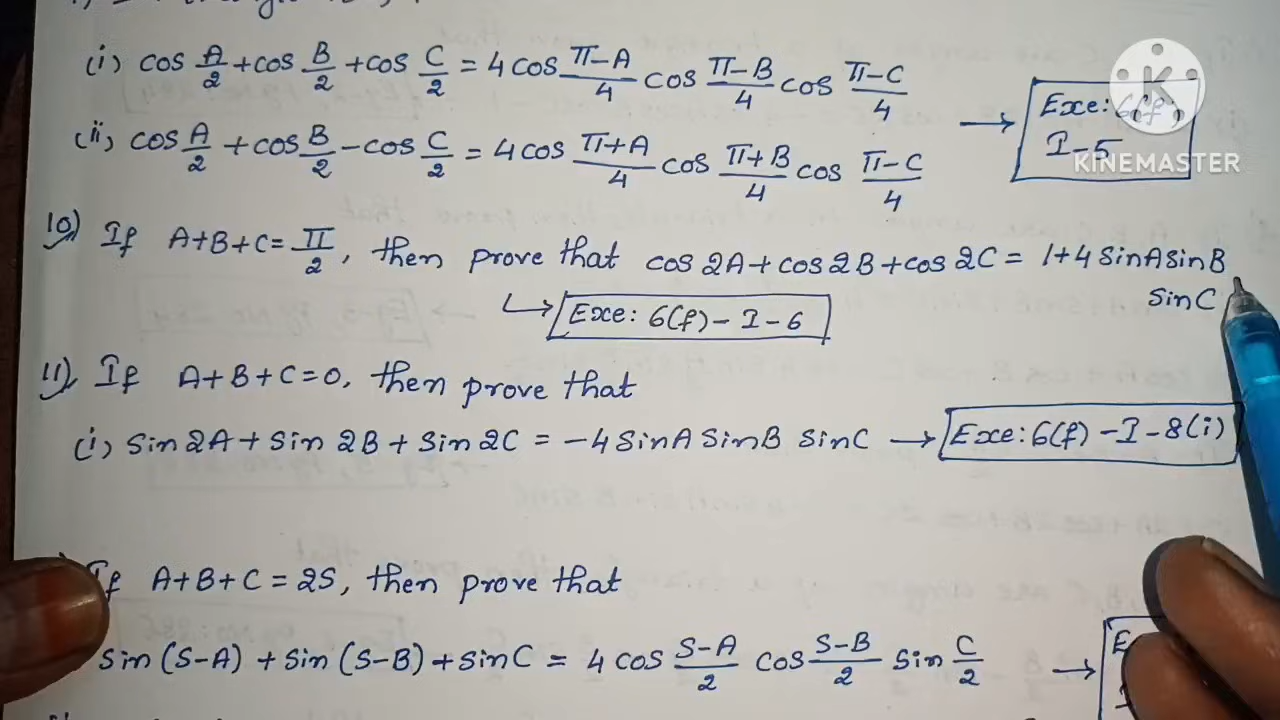 (i) cos A/2 + cos B/2 + cos C/2 = 4 cos π-A/4 cos π-B/4 cos π-C/4
(ii) cos A/2 + cos B/2 - cos C/2 = 4 cos π+A/4 cos π+B/4 cos π-C/4
→ Exe: 6(f)
I-5
KINEMASTER
10) If A+B+C = π/2, then prove that cos 2A + cos 2B + cos 2C = 1+4 sinA sinB
sinC
↳ Exe: 6(f) - I - 6
11) If A+B+C=0, then prove that
(i) sin 2A + sin 2B + sin 2C = -4 sinA sinB sinC → Exe: 6(f) - I - 8(i)
If A+B+C = 2S, then prove that
sin (S-A) + sin (S-B) + sinC = 4 cos S-A/2 cos S-B/2 sin C/2 →